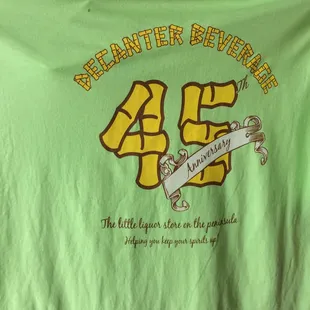 DECANTER BEVERAGE
45th
Anniversary
The little liquor store on the peninsula
Helping you keep your spirits up!